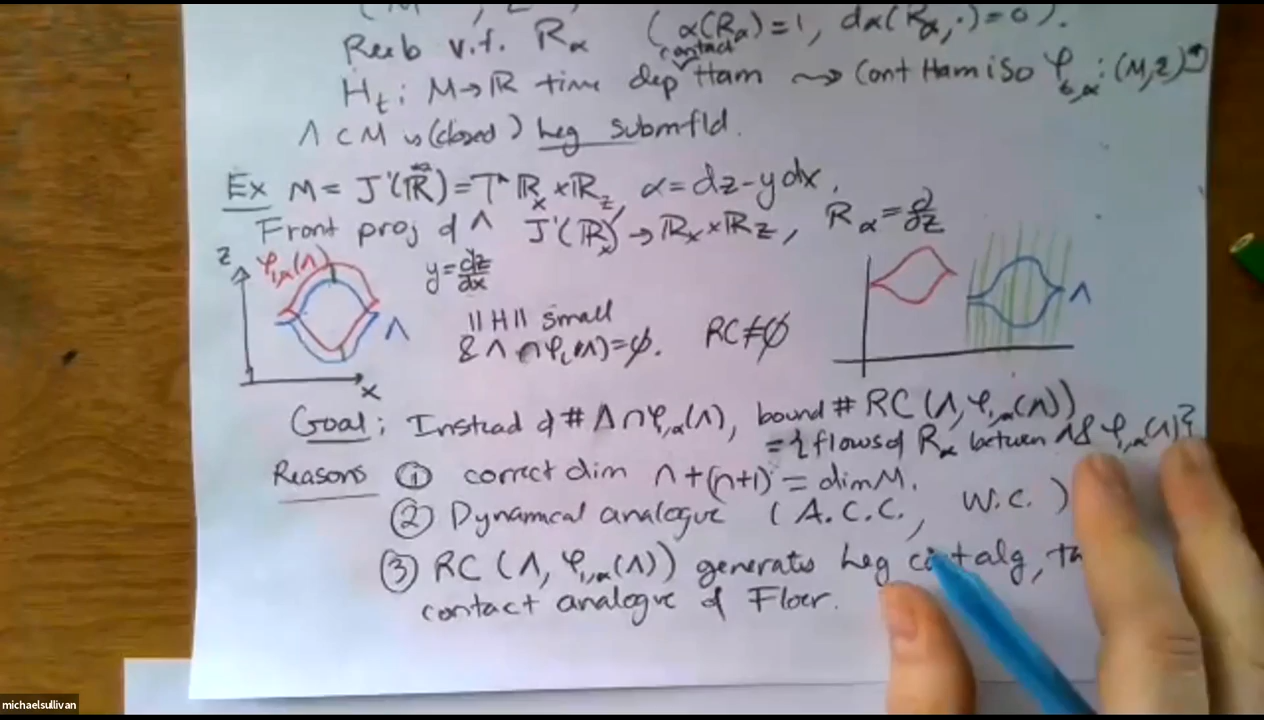 (M
Reeb v.f. R_α (α(R_α)=1, dα(R_α,·)=0).
contact
H_t : M→ℝ time dep Ham ⇝ Cont Ham iso φ_{t,α} : (M,ξ)
Λ ⊂ M is (closed) Leg submfld.
Ex M = J¹(ℝ) = T*ℝ_x × ℝ_z, α = dz - ydx,
Front proj of Λ J¹(ℝ_x) → ℝ_x × ℝ_z, R_α = ∂/∂z
z φ_{1,α}(Λ) y = dz/dx
Λ Λ
||H|| small
& Λ ∩ φ_1(Λ) = ∅. RC ≠ ∅
x
Goal: Instead of # Λ∩φ_{1,α}(Λ), bound # RC(Λ, φ_{1,α}(Λ))
= { flows of R_α between Λ & φ_{1,α}(Λ)}
Reasons ① correct dim n+(n+1) = dim M.
② Dynamical analogue (A.C.C., W.C.)
③ RC (Λ, φ_{1,α}(Λ)) generates Leg cont alg,
contact analogue of Floer.
michaelsullivan